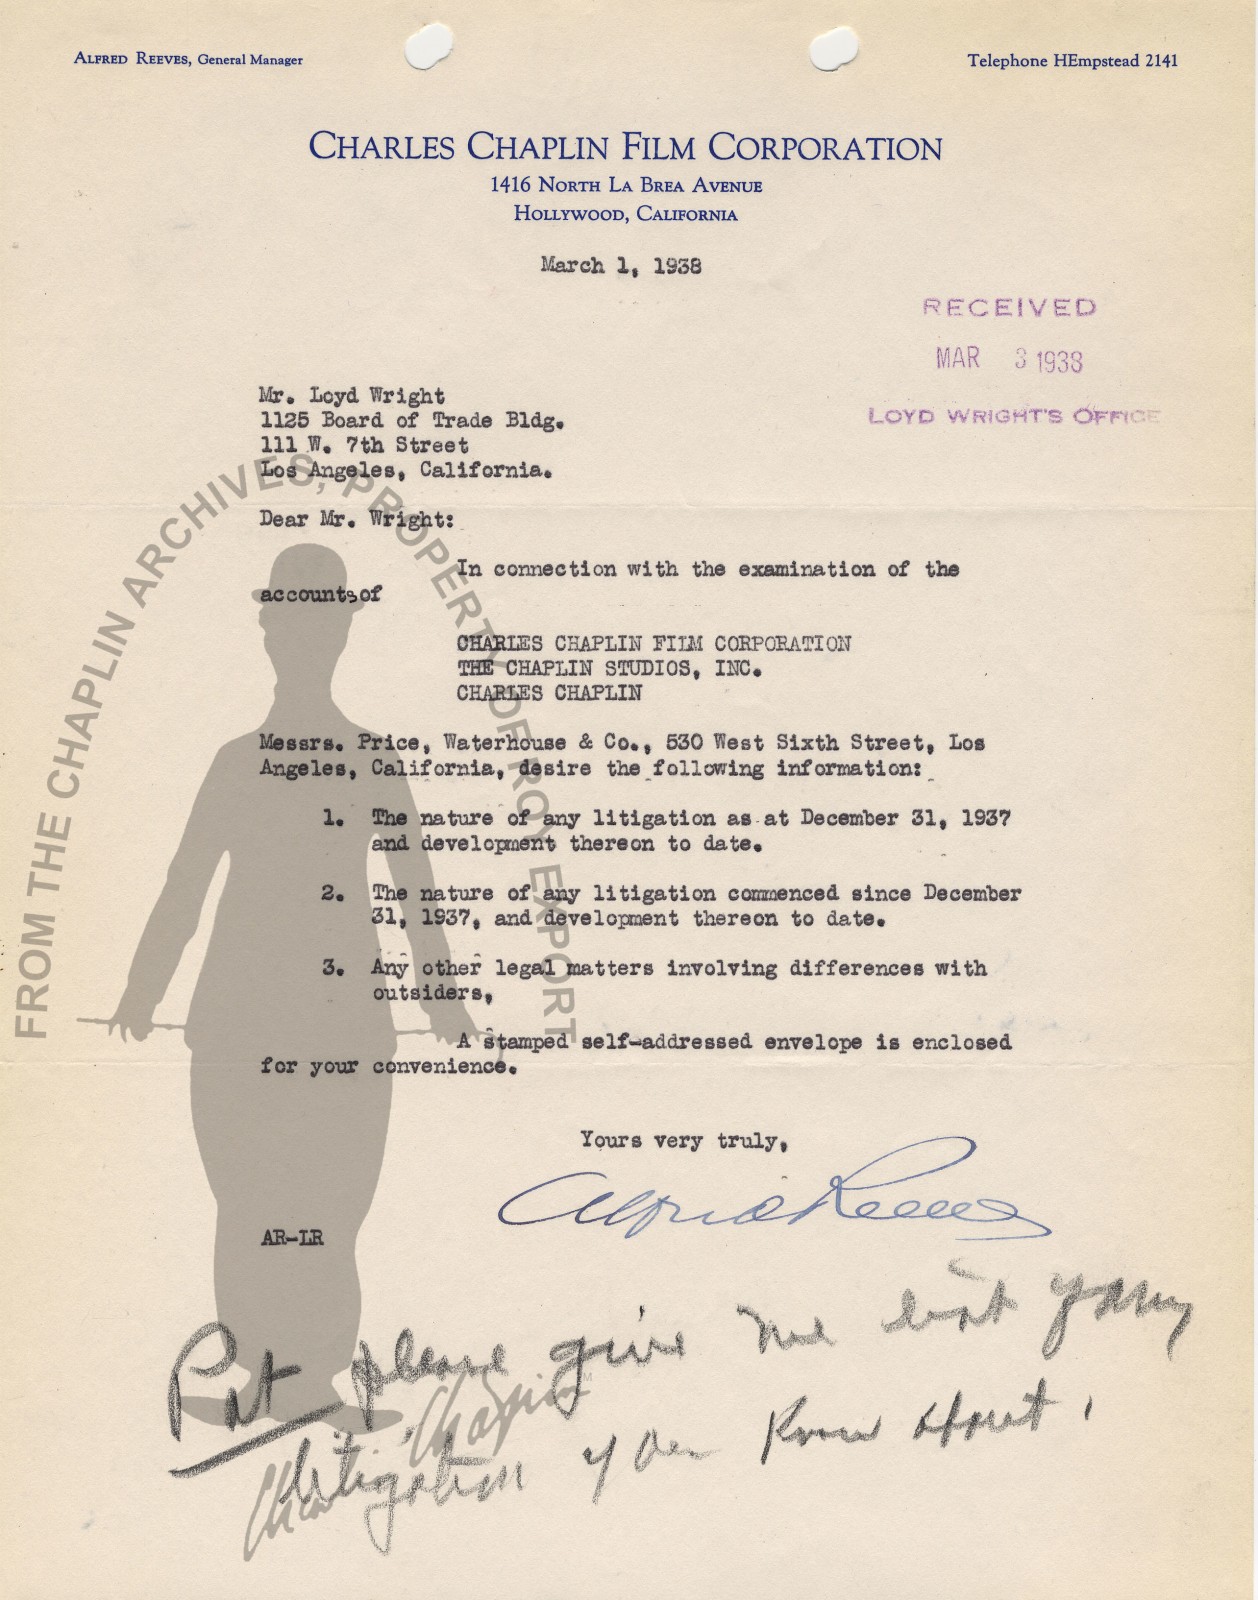 ALFRED REEVES, General Manager
Telephone HEmpstead 2141
CHARLES CHAPLIN FILM CORPORATION
1416 NORTH LA BREA AVENUE
HOLLYWOOD, CALIFORNIA
March 1, 1938
RECEIVED
MAR 3 1938
LOYD WRIGHT'S OFFICE
Mr. Loyd Wright
1125 Board of Trade Bldg.
111 W. 7th Street
Los Angeles, California.
Dear Mr. Wright:
In connection with the examination of the
accounts of
CHARLES CHAPLIN FILM CORPORATION
THE CHAPLIN STUDIOS, INC.
CHARLES CHAPLIN
Messrs. Price, Waterhouse & Co., 530 West Sixth Street, Los
Angeles, California, desire the following information:
1. The nature of any litigation as at December 31, 1937
and development thereon to date.
2. The nature of any litigation commenced since December
31, 1937, and development thereon to date.
3. Any other legal matters involving differences with
outsiders,
A stamped self-addressed envelope is enclosed
for your convenience.
Yours very truly,
Alfred Reeves
AR-LR
Pat please give me list of any
litigation you know about.
FROM THE CHAPLIN ARCHIVES, PROPERTY OF ROY EXPORT
Charlie Chaplin